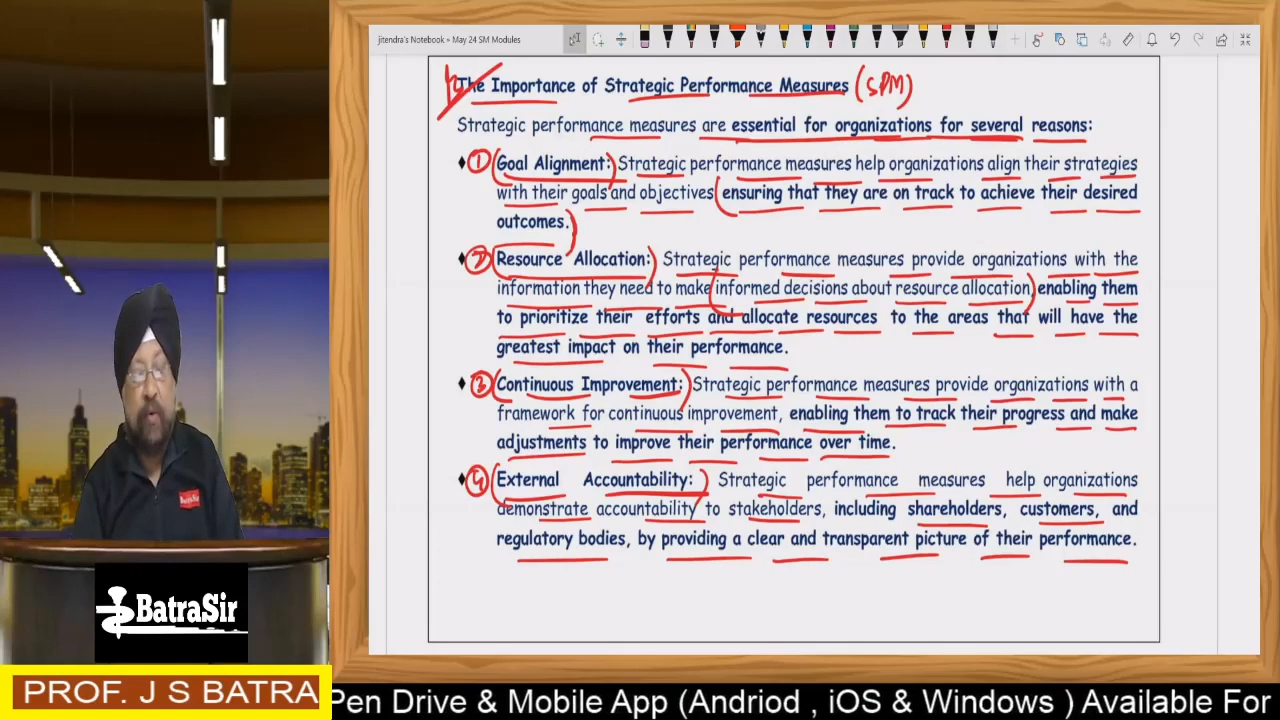 jitendra's Notebook » May 24 SM Modules
The Importance of Strategic Performance Measures (SPM)
Strategic performance measures are essential for organizations for several reasons:
♦ ① Goal Alignment: Strategic performance measures help organizations align their strategies
with their goals and objectives ensuring that they are on track to achieve their desired
outcomes.
♦ ② Resource Allocation: Strategic performance measures provide organizations with the
information they need to make informed decisions about resource allocation, enabling them
to prioritize their efforts and allocate resources to the areas that will have the
greatest impact on their performance.
♦ ③ Continuous Improvement: Strategic performance measures provide organizations with a
framework for continuous improvement, enabling them to track their progress and make
adjustments to improve their performance over time.
♦ ④ External Accountability: Strategic performance measures help organizations
demonstrate accountability to stakeholders, including shareholders, customers, and
regulatory bodies, by providing a clear and transparent picture of their performance.
BatraSir
BatraSir
PROF. J S BATRA
Pen Drive & Mobile App (Andriod , iOS & Windows ) Available For